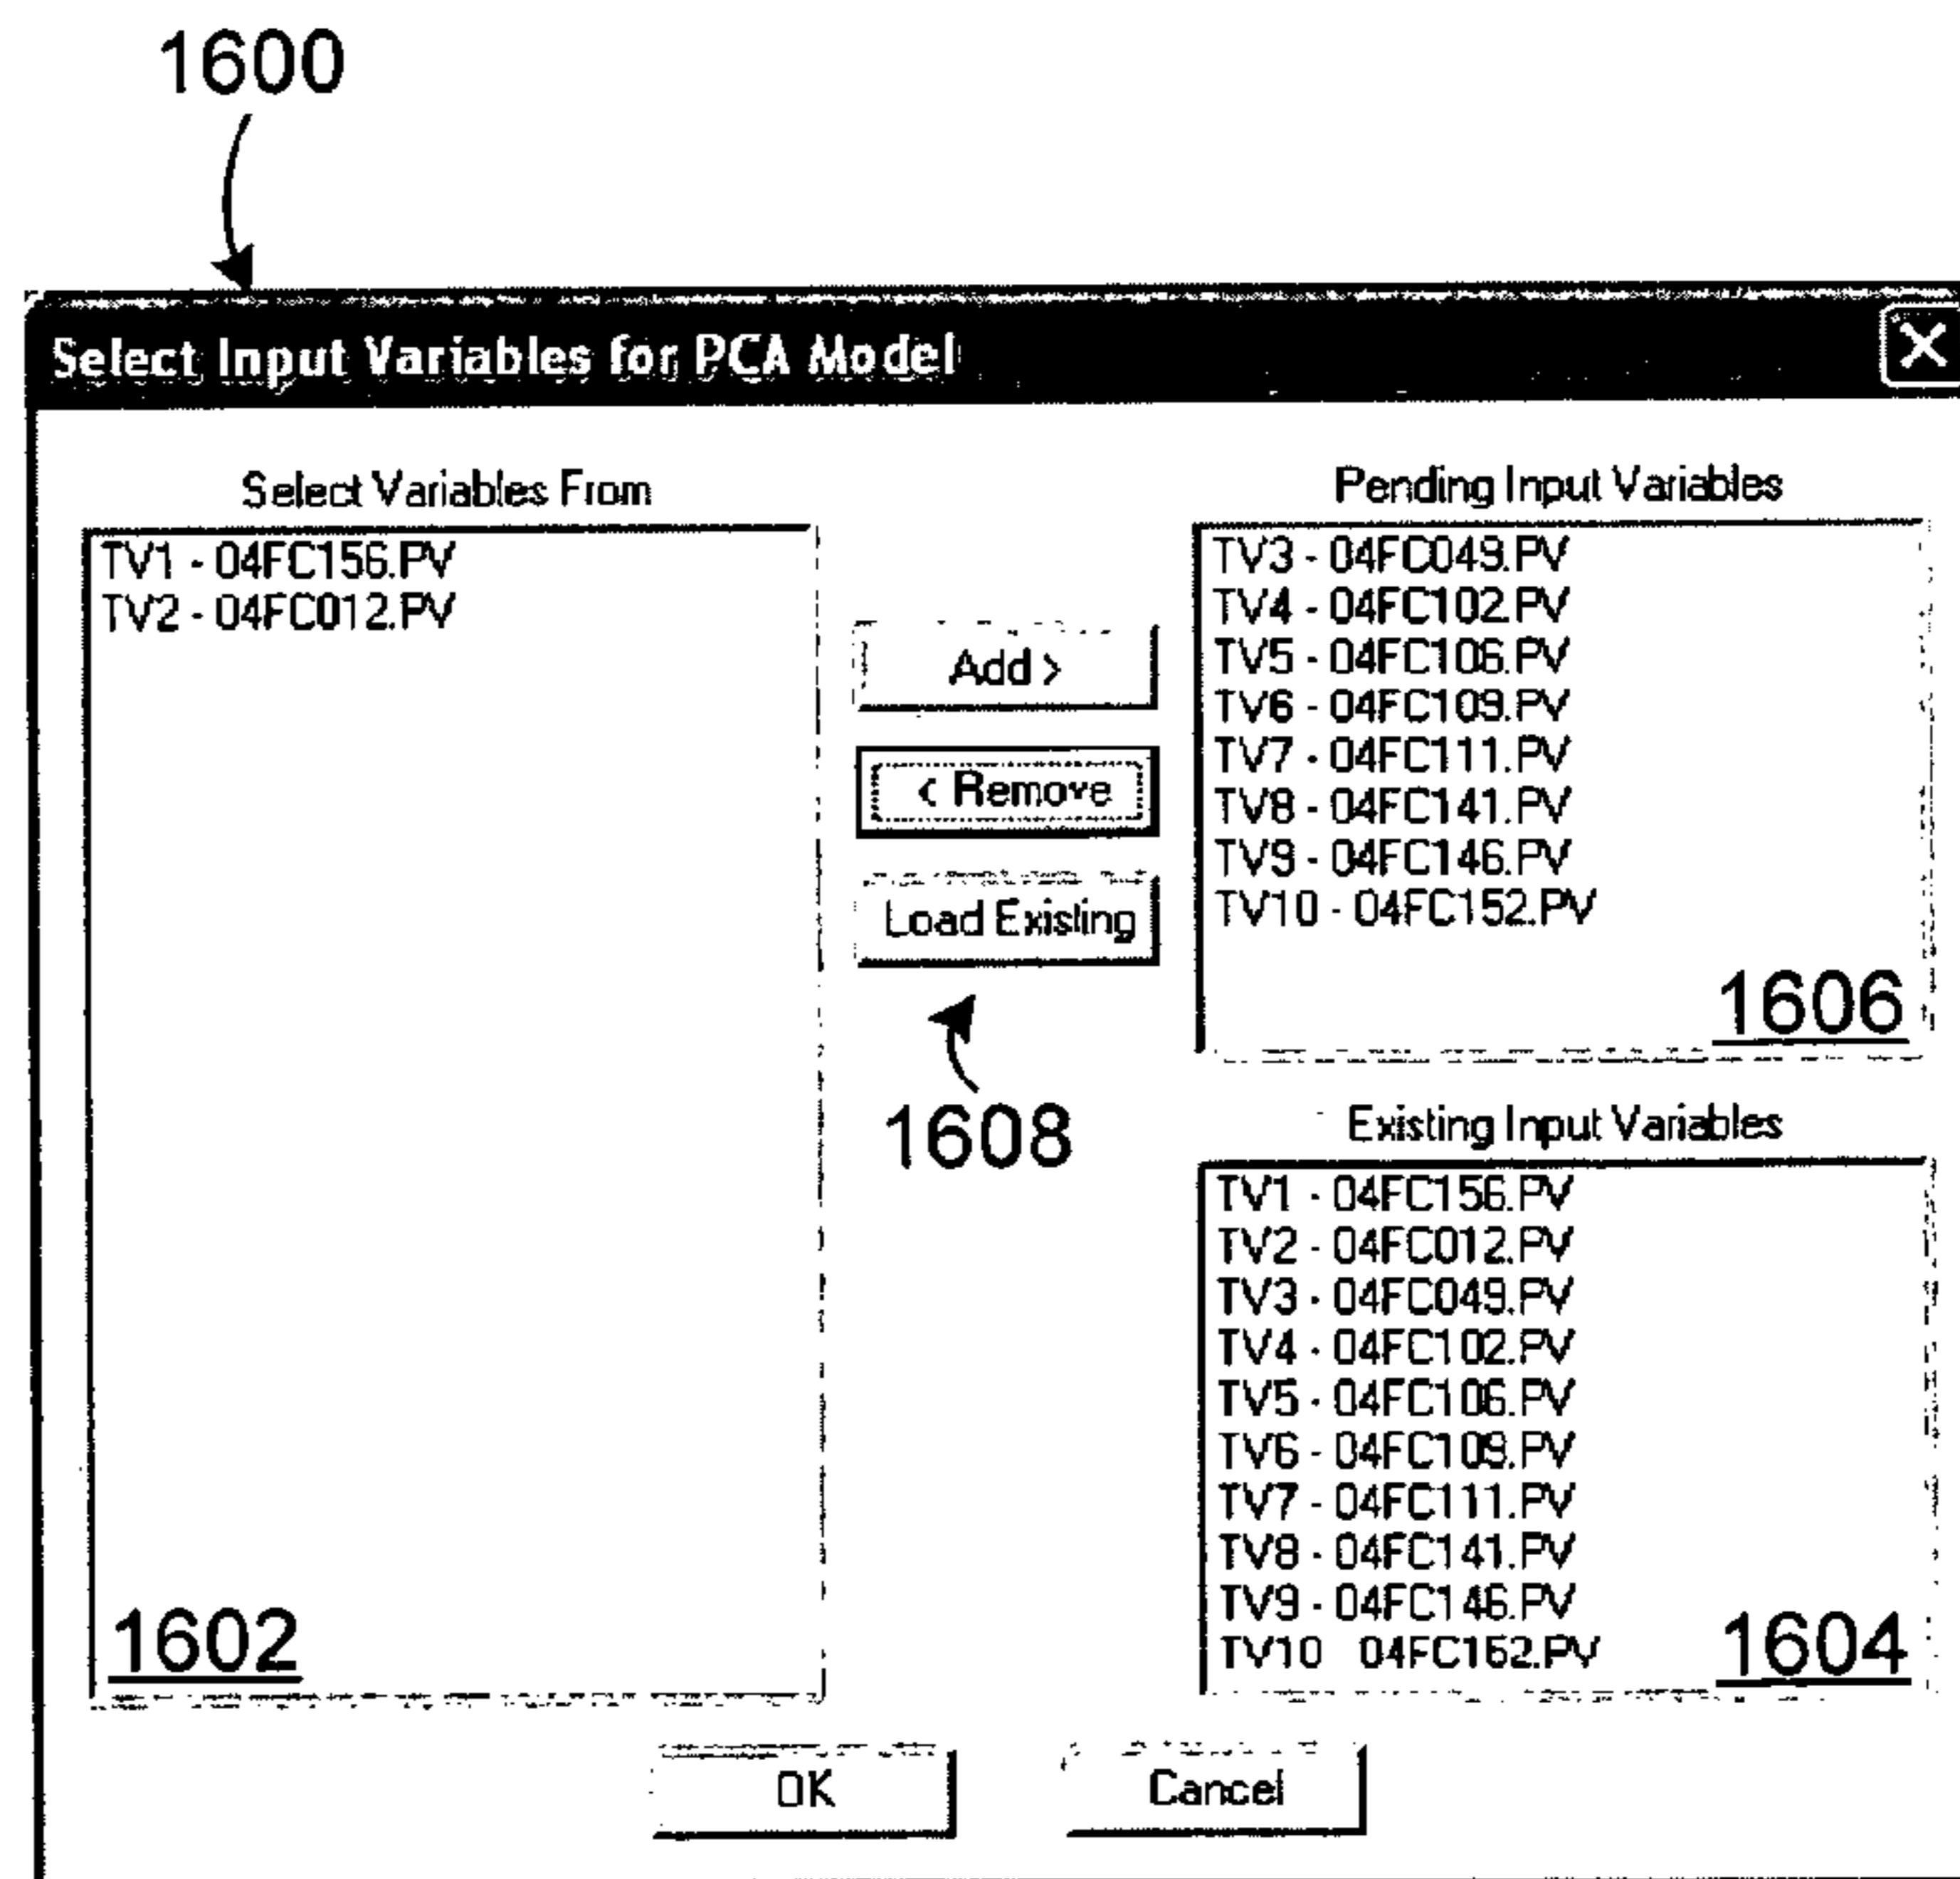 1600
Select Input Variables for PCA Model
Select Variables From
TV1 - 04FC156.PV
TV2 - 04FC012.PV
1602
Add >
< Remove
Load Existing
1608
Pending Input Variables
TV3 - 04FC049.PV
TV4 - 04FC102.PV
TV5 - 04FC106.PV
TV6 - 04FC109.PV
TV7 - 04FC111.PV
TV8 - 04FC141.PV
TV9 - 04FC146.PV
TV10 - 04FC152.PV
1606
Existing Input Variables
TV1 - 04FC156.PV
TV2 - 04FC012.PV
TV3 - 04FC049.PV
TV4 - 04FC102.PV
TV5 - 04FC106.PV
TV6 - 04FC109.PV
TV7 - 04FC111.PV
TV8 - 04FC141.PV
TV9 - 04FC146.PV
TV10 04FC152.PV
1604
OK
Cancel